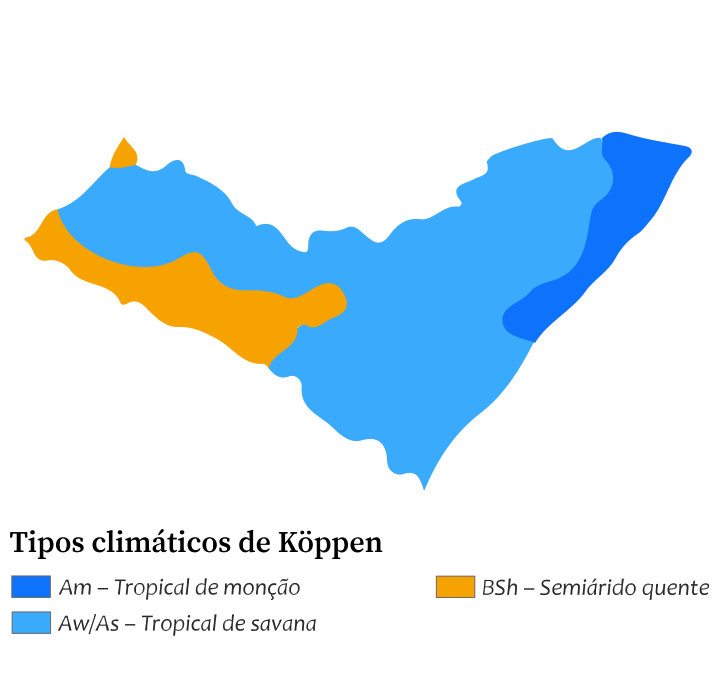 Tipos climáticos de Köppen
Am – Tropical de monção
BSh – Semiárido quente
Aw/As – Tropical de savana